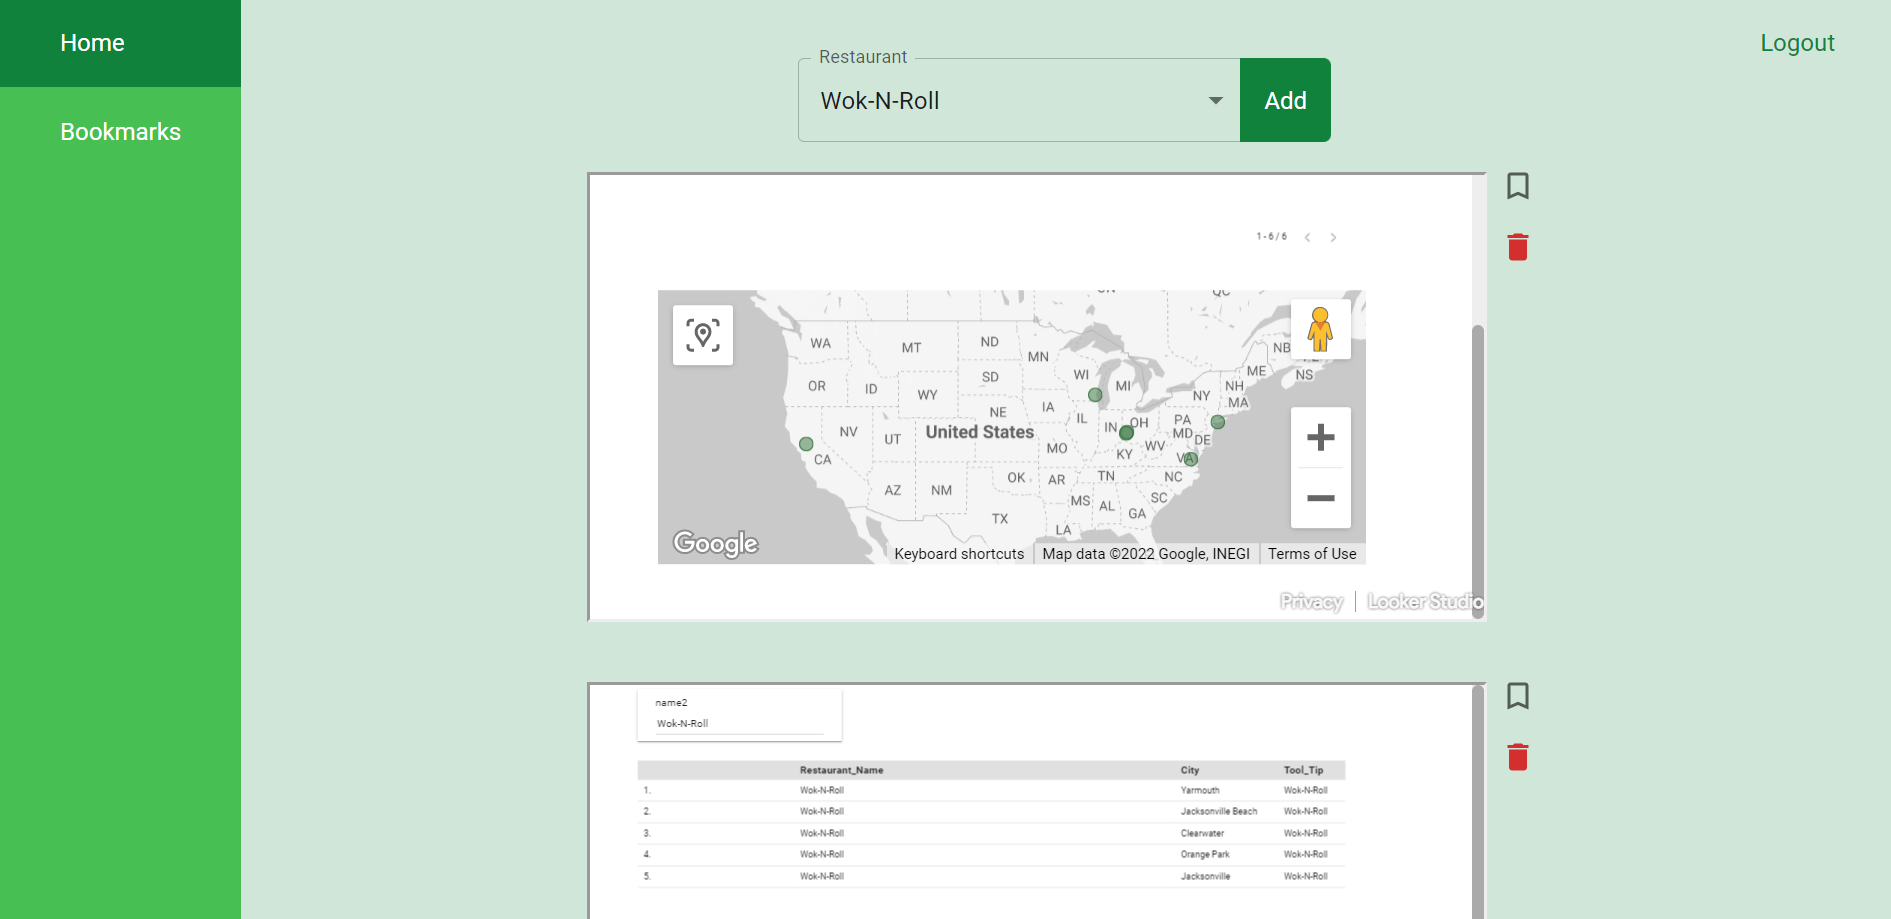 Home
Bookmarks
Logout
Restaurant
Wok-N-Roll
Add
1 - 6 / 6
QC
WA
MT
ND
MN
NB
OR
ID
SD
WI
MI
ME
NS
WY
NH
NY
MA
NE
IA
NV
UT
United States
IL
IN
OH
PA
MD
DE
CA
MO
KY
WV
VA
AZ
NM
OK
AR
TN
NC
TX
MS
AL
GA
SC
LA
Google
Keyboard shortcuts
Map data ©2022 Google, INEGI
Terms of Use
Privacy
Looker Studio
name2
Wok-N-Roll
Restaurant_Name City Tool_Tip
1. Wok-N-Roll Yarmouth Wok-N-Roll
2. Wok-N-Roll Jacksonville Beach Wok-N-Roll
3. Wok-N-Roll Clearwater Wok-N-Roll
4. Wok-N-Roll Orange Park Wok-N-Roll
5. Wok-N-Roll Jacksonville Wok-N-Roll